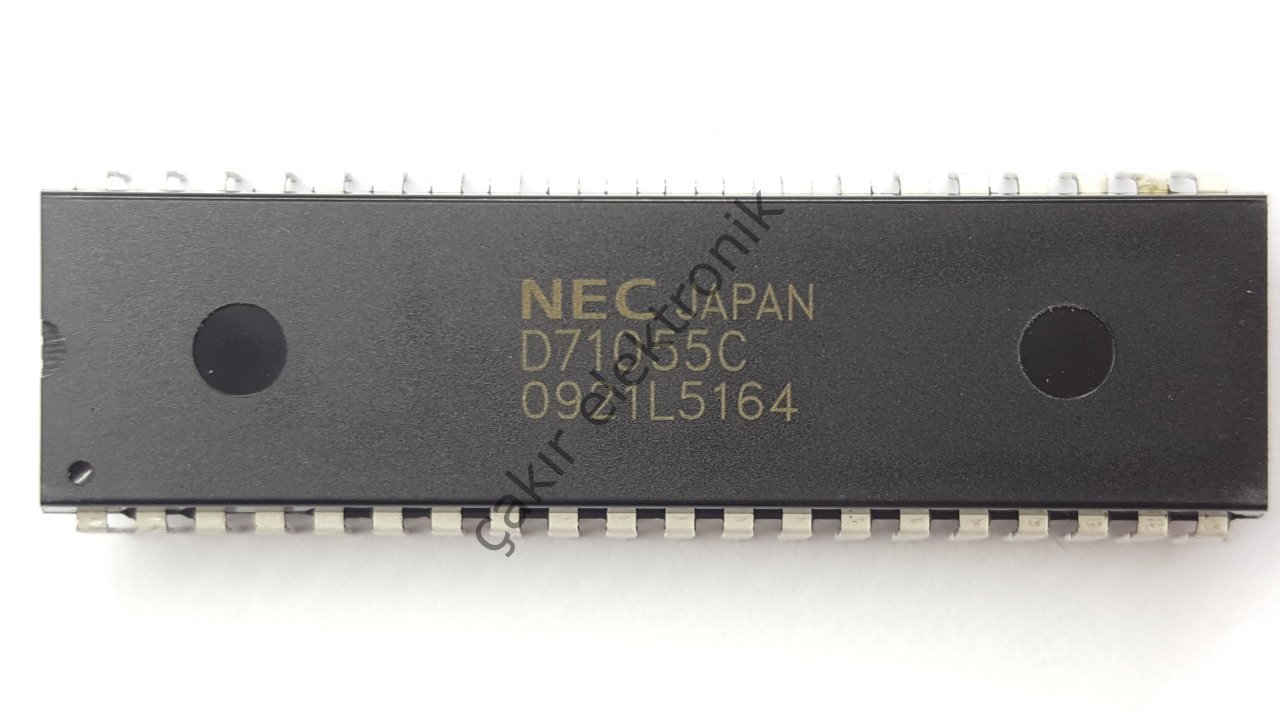 NEC JAPAN
D71055C
0921L5164
çakır elektronik